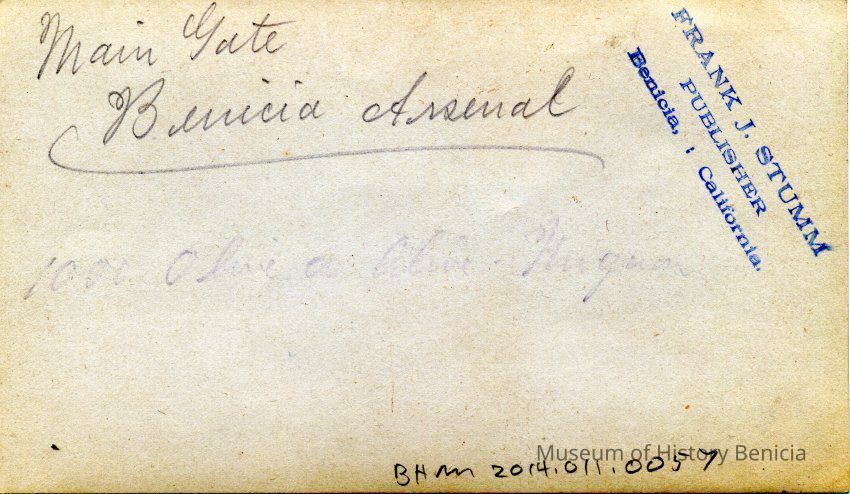 Main Gate
Benicia Arsenal
FRANK J. STUMM
PUBLISHER
Benicia, : California.
Museum of History Benicia
BHM 2014.011.0057